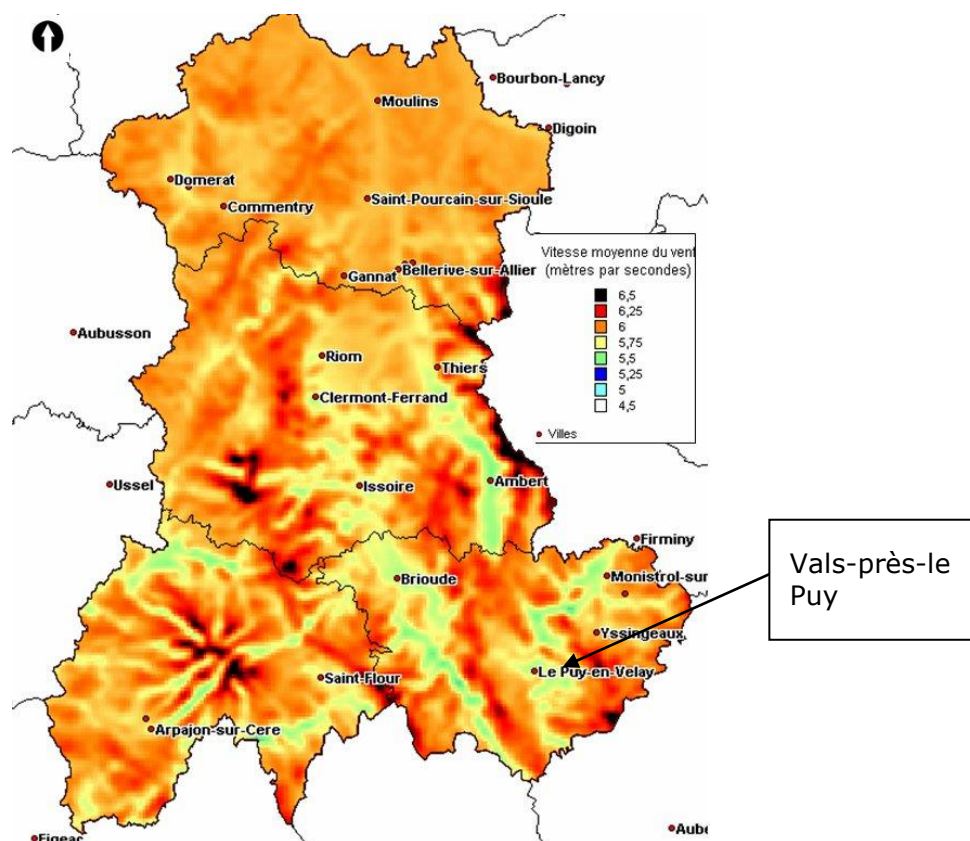 Bourbon-Lancy
Moulins
Digoin
Domerat
Commentry
Saint-Pourcain-sur-Sioule
Vitesse moyenne du vent
(mètres par secondes)
6,5
6,25
6
5,75
5,5
5,25
5
4,5
Villes
Bellerive-sur-Allier
Gannat
Aubusson
Riom
Thiers
Clermont-Ferrand
Ussel
Issoire
Ambert
Firminy
Brioude
Monistrol-sur
Vals-près-le
Puy
Yssingeaux
Le Puy-en-Velay
Saint-Flour
Arpajon-sur-Cere
Figeac
Aube